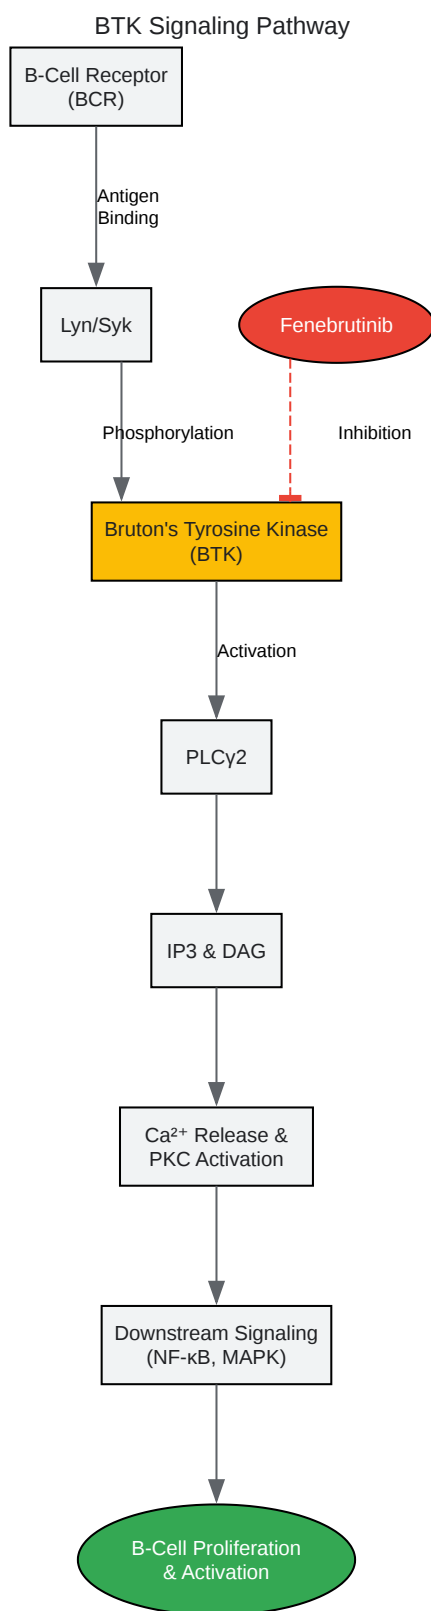 BTK Signaling Pathway
B-Cell Receptor
(BCR)
Antigen
Binding
Lyn/Syk
Fenebrutinib
Phosphorylation
Inhibition
Bruton's Tyrosine Kinase
(BTK)
Activation
PLCγ2
IP3 & DAG
Ca²⁺ Release &
PKC Activation
Downstream Signaling
(NF-κB, MAPK)
B-Cell Proliferation
& Activation